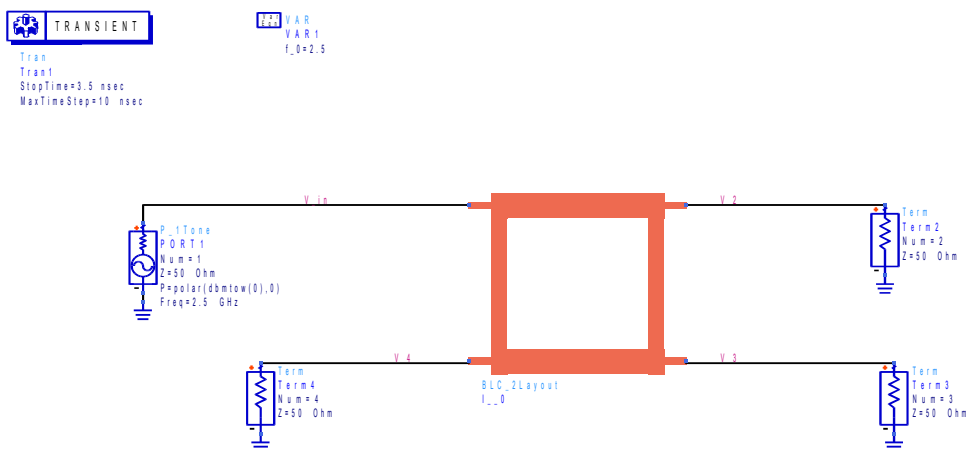 TRANSIENT
Tran
Tran1
StopTime=3.5 nsec
MaxTimeStep=10 nsec
Var
Eqn
VAR
VAR1
f_0=2.5
V_in
V_2
P_1Tone
PORT1
Num=1
Z=50 Ohm
P=polar(dbmtow(0),0)
Freq=2.5 GHz
Term
Term2
Num=2
Z=50 Ohm
V_4
V_3
Term
Term4
Num=4
Z=50 Ohm
BLC_2Layout
I__0
Term
Term3
Num=3
Z=50 Ohm